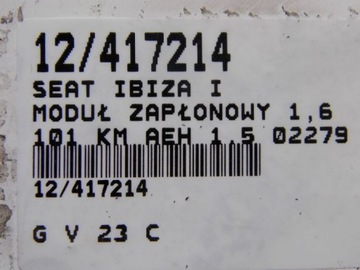 12/417214
SEAT IBIZA I
MODUŁ ZAPŁONOWY 1,6
101 KM AEH 1,5 02279
12/417214
G V 23 C